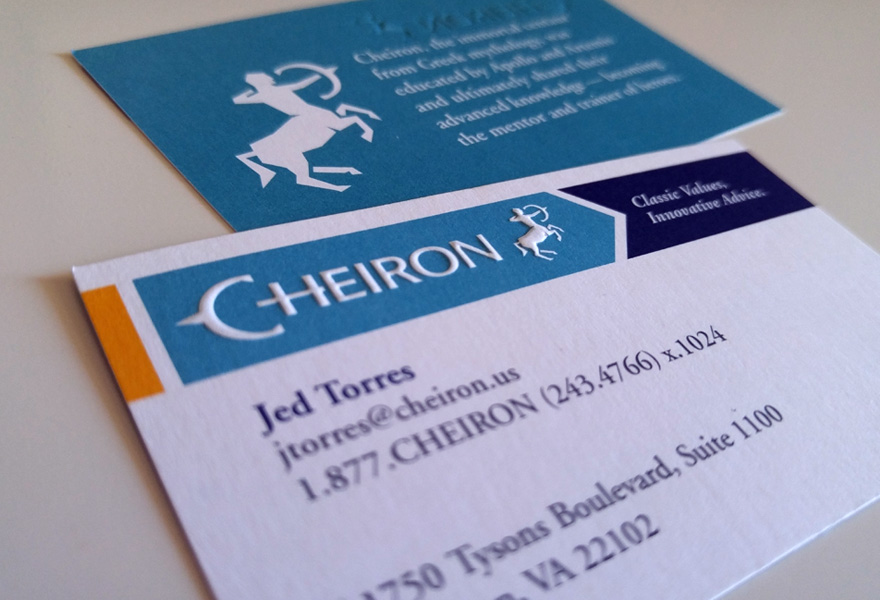 Cheiron, the immortal centaur
from Greek mythology, was
educated by Apollo and Artemis
and ultimately shared their
advanced knowledge—becoming
the mentor and trainer of heroes.
CHEIRON
Classic Values.
Innovative Advice.
Jed Torres
jtorres@cheiron.us
1.877.CHEIRON (243.4766) x.1024
1750 Tysons Boulevard, Suite 1100
VA 22102